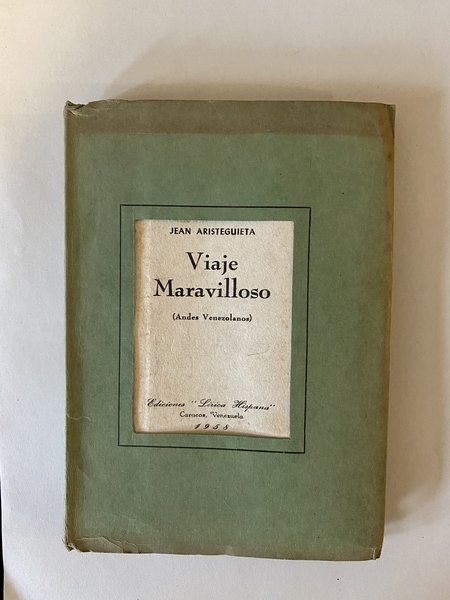 JEAN ARISTEGUIETA
Viaje
Maravilloso
(Andes Venezolanos)
Ediciones "Lírica Hispana"
Caracas, Venezuela
1958